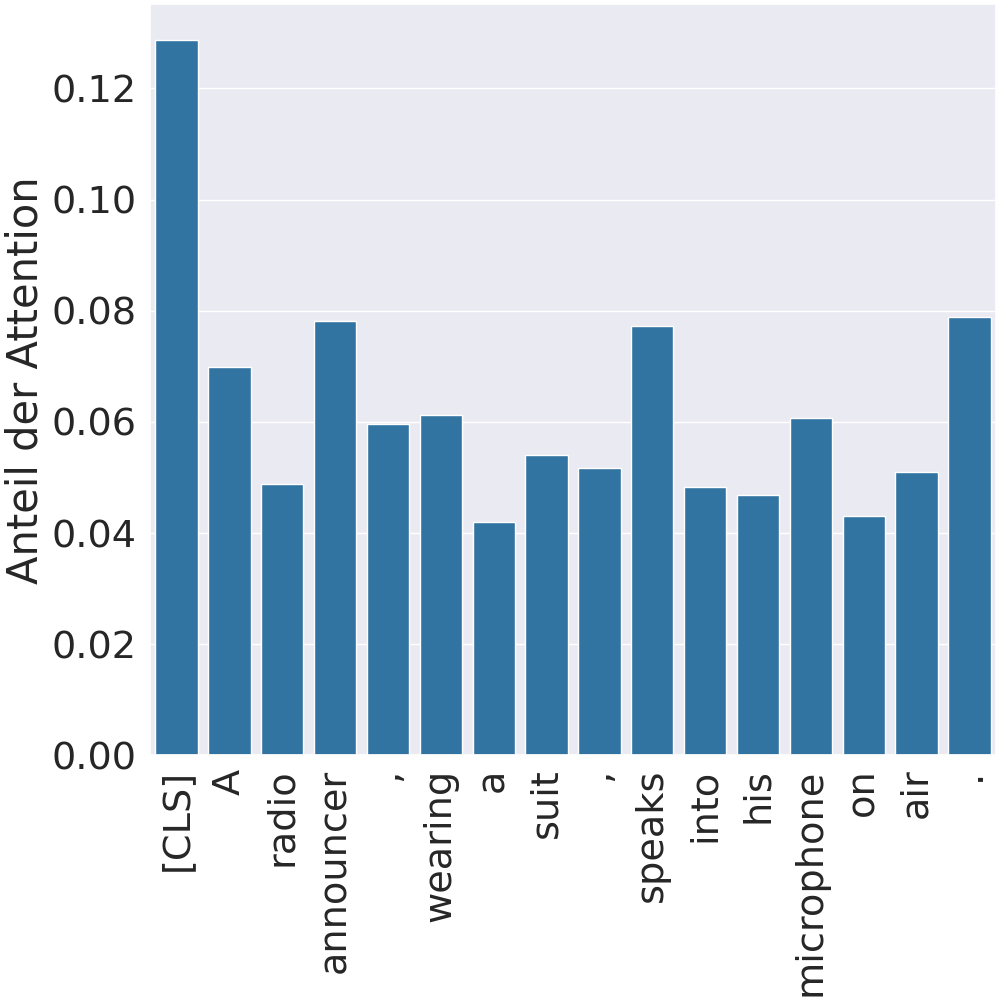 Anteil der Attention
0.12
0.10
0.08
0.06
0.04
0.02
0.00
[CLS]
A
radio
announcer
,
wearing
a
suit
,
speaks
into
his
microphone
on
air
.